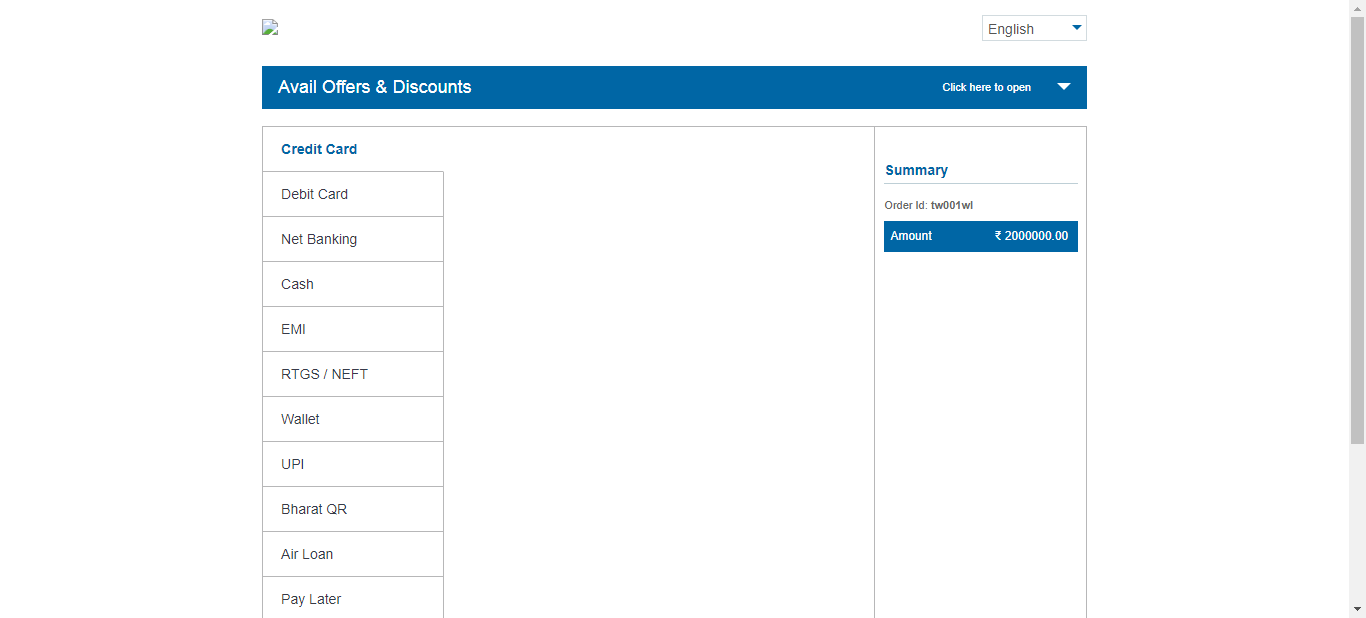 English
Avail Offers & Discounts
Click here to open
Credit Card
Debit Card
Net Banking
Cash
EMI
RTGS / NEFT
Wallet
UPI
Bharat QR
Air Loan
Pay Later
Summary
Order Id: tw001wl
Amount ₹ 2000000.00